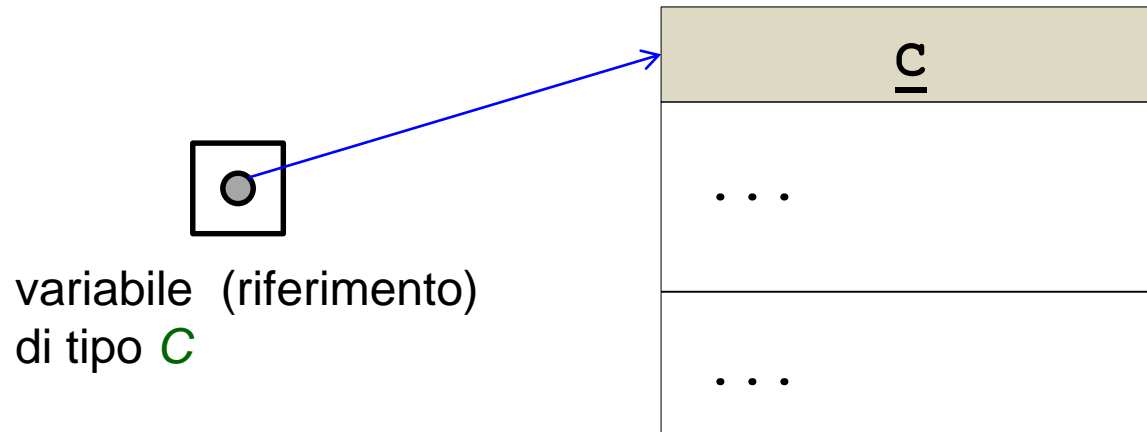 C
. . .
variabile (riferimento)
di tipo C
. . .